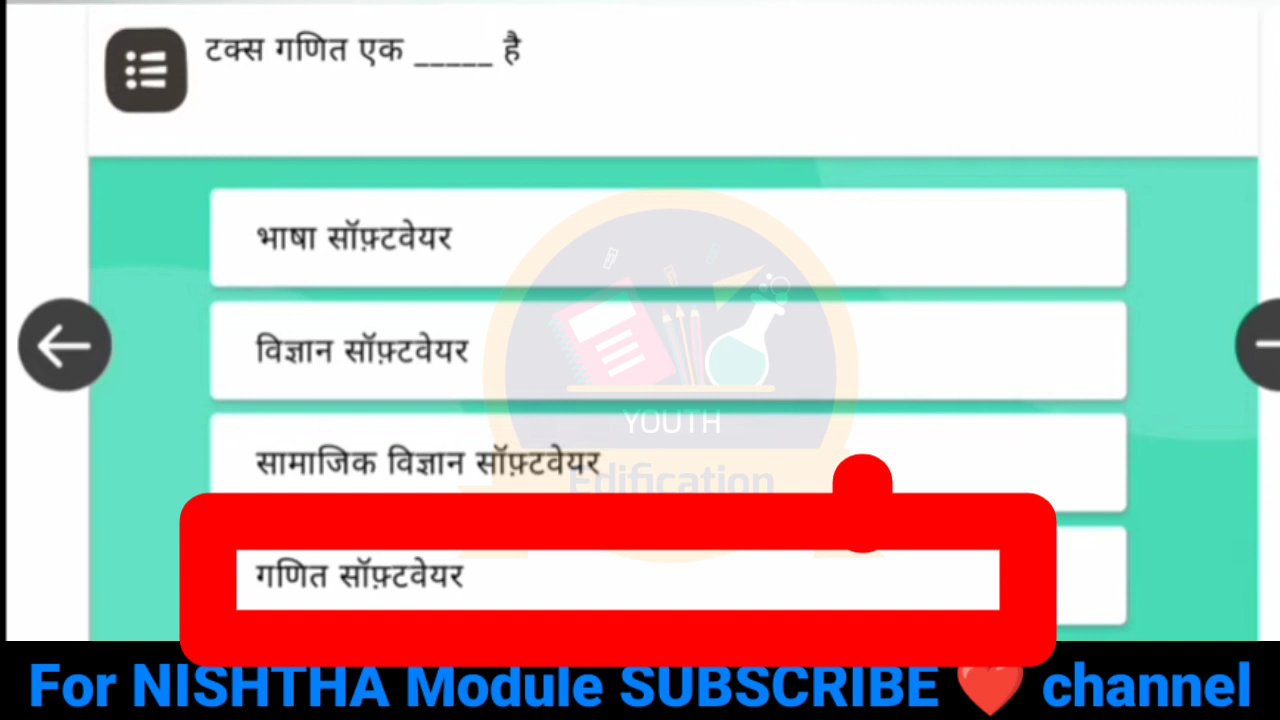 टक्स गणित एक _____ है
भाषा सॉफ़्टवेयर
विज्ञान सॉफ़्टवेयर
YOUTH
सामाजिक विज्ञान सॉफ़्टवेयर
Edification
गणित सॉफ़्टवेयर
For NISHTHA Module SUBSCRIBE ❤️ channel